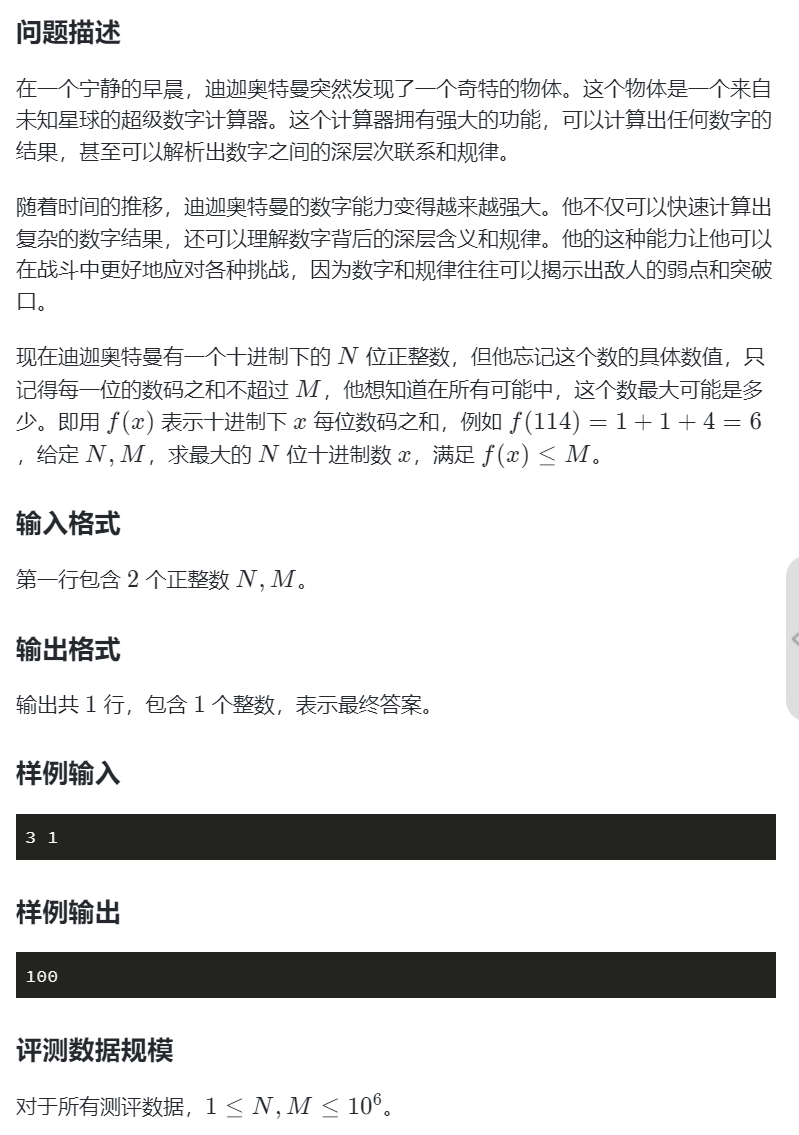 问题描述
在一个宁静的早晨，迪迦奥特曼突然发现了一个奇特的物体。这个物体是一个来自
未知星球的超级数字计算器。这个计算器拥有强大的功能，可以计算出任何数字的
结果，甚至可以解析出数字之间的深层次联系和规律。
随着时间的推移，迪迦奥特曼的数字能力变得越来越强大。他不仅可以快速计算出
复杂的数字结果，还可以理解数字背后的深层含义和规律。他的这种能力让他可以
在战斗中更好地应对各种挑战，因为数字和规律往往可以揭示出敌人的弱点和突破
口。
现在迪迦奥特曼有一个十进制下的 N 位正整数，但他忘记这个数的具体数值，只
记得每一位的数码之和不超过 M，他想知道在所有可能中，这个数最大可能是多
少。即用 f(x) 表示十进制下 x 每位数码之和，例如 f(114) = 1 + 1 + 4 = 6
，给定 N, M，求最大的 N 位十进制数 x，满足 f(x) ≤ M。
输入格式
第一行包含 2 个正整数 N, M。
输出格式
输出共 1 行，包含 1 个整数，表示最终答案。
样例输入
3 1
样例输出
100
评测数据规模
对于所有测评数据，1 ≤ N, M ≤ 10⁶。